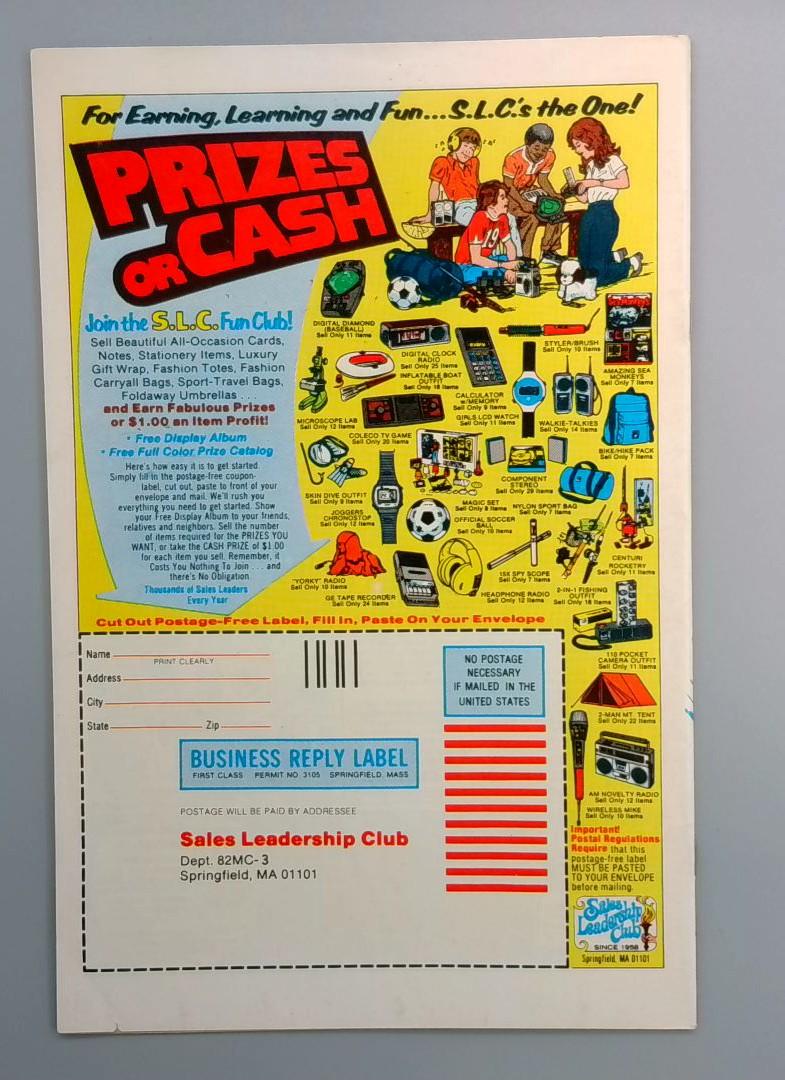 For Earning, Learning and Fun...S.L.C.'s the One!
PRIZES
OR CASH
Join the S.L.C. Fun Club!
Sell Beautiful All-Occasion Cards,
Notes, Stationery Items, Luxury
Gift Wrap, Fashion Totes, Fashion
Carryall Bags, Sport-Travel Bags,
Foldaway Umbrellas . . .
and Earn Fabulous Prizes
or $1.00 an Item Profit!
• Free Display Album
• Free Full Color Prize Catalog
Here's how easy it is to get started.
Simply fill in the postage-free coupon-
label, cut out, paste to front of your
envelope and mail. We'll rush you
everything you need to get started. Show
your Free Display Album to your friends,
relatives and neighbors. Sell the number
of items required for the PRIZES YOU
WANT, or take the CASH PRIZE of $1.00
for each item you sell. Remember, it
Costs You Nothing To Join . . . and
there's No Obligation.
Thousands of Sales Leaders
Every Year
DIGITAL DIAMOND
(BASEBALL)
Sell Only 11 Items
DIGITAL CLOCK
RADIO
Sell Only 25 Items
STYLER/BRUSH
Sell Only 10 Items
AMAZING SEA
MONKEYS
Sell Only 7 Items
INFLATABLE BOAT
OUTFIT
Sell Only 18 Items
CALCULATOR
w/MEMORY
Sell Only 9 Items
MICROSCOPE LAB
Sell Only 12 Items
COLECO TV GAME
Sell Only 20 Items
GIRLS LCD WATCH
Sell Only 11 Items
WALKIE-TALKIES
Sell Only 14 Items
BIKE/HIKE PACK
Sell Only 7 Items
SKIN DIVE OUTFIT
Sell Only 9 Items
JOGGERS
CHRONOSTOP
Sell Only 12 Items
MAGIC SET
Sell Only 8 Items
COMPONENT
STEREO
Sell Only 29 Items
NYLON SPORT BAG
Sell Only 7 Items
OFFICIAL SOCCER
BALL
Sell Only 10 Items
CENTURI
ROCKETRY
Sell Only 11 Items
"YORKY" RADIO
Sell Only 10 Items
GE TAPE RECORDER
Sell Only 24 Items
HEADPHONE RADIO
Sell Only 12 Items
15X SPY SCOPE
Sell Only 7 Items
2-IN-1 FISHING
OUTFIT
Sell Only 18 Items
110 POCKET
CAMERA OUTFIT
Sell Only 11 Items
2-MAN MT. TENT
Sell Only 22 Items
AM NOVELTY RADIO
Sell Only 12 Items
WIRELESS MIKE
Sell Only 10 Items
Important!
Postal Regulations
Require that this
postage-free label
MUST BE PASTED
TO YOUR ENVELOPE
before mailing.
Sales
Leadership
Club
SINCE 1958
Springfield, MA 01101
Cut Out Postage-Free Label, Fill In, Paste On Your Envelope
Name
PRINT CLEARLY
Address
City
State Zip
NO POSTAGE
NECESSARY
IF MAILED IN THE
UNITED STATES
BUSINESS REPLY LABEL
FIRST CLASS PERMIT NO. 3105 SPRINGFIELD, MASS
POSTAGE WILL BE PAID BY ADDRESSEE
Sales Leadership Club
Dept. 82MC-3
Springfield, MA 01101